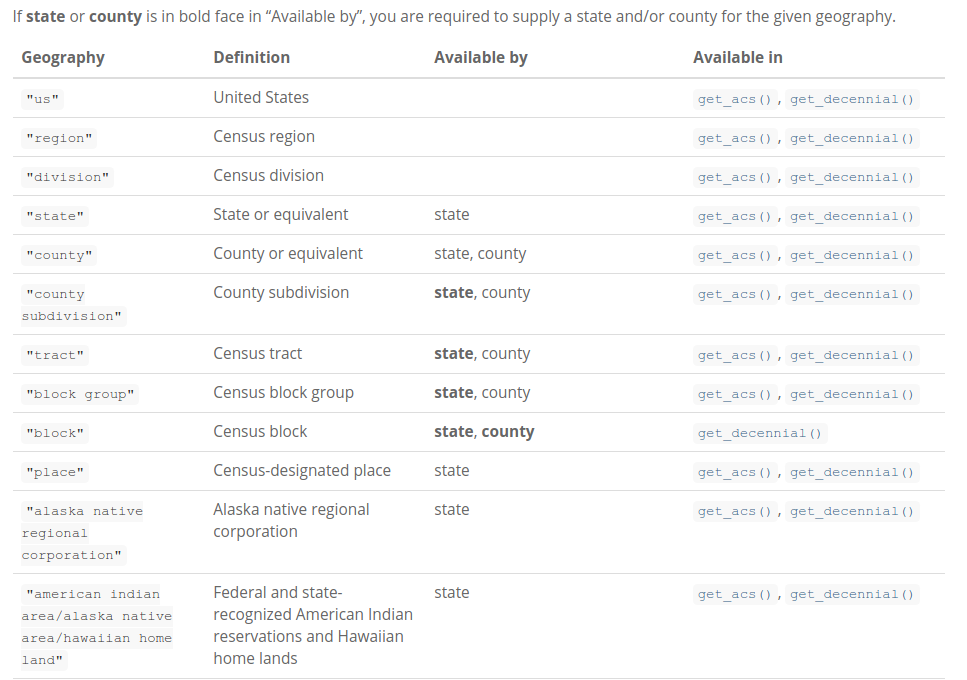 If state or county is in bold face in “Available by”, you are required to supply a state and/or county for the given geography.
Geography Definition Available by Available in
"us" United States get_acs(), get_decennial()
"region" Census region get_acs(), get_decennial()
"division" Census division get_acs(), get_decennial()
"state" State or equivalent state get_acs(), get_decennial()
"county" County or equivalent state, county get_acs(), get_decennial()
"county County subdivision state, county get_acs(), get_decennial()
subdivision"
"tract" Census tract state, county get_acs(), get_decennial()
"block group" Census block group state, county get_acs(), get_decennial()
"block" Census block state, county get_decennial()
"place" Census-designated place state get_acs(), get_decennial()
"alaska native Alaska native regional state get_acs(), get_decennial()
regional corporation
corporation"
"american indian Federal and state- state get_acs(), get_decennial()
area/alaska native recognized American Indian
area/hawaiian home reservations and Hawaiian
land" home lands